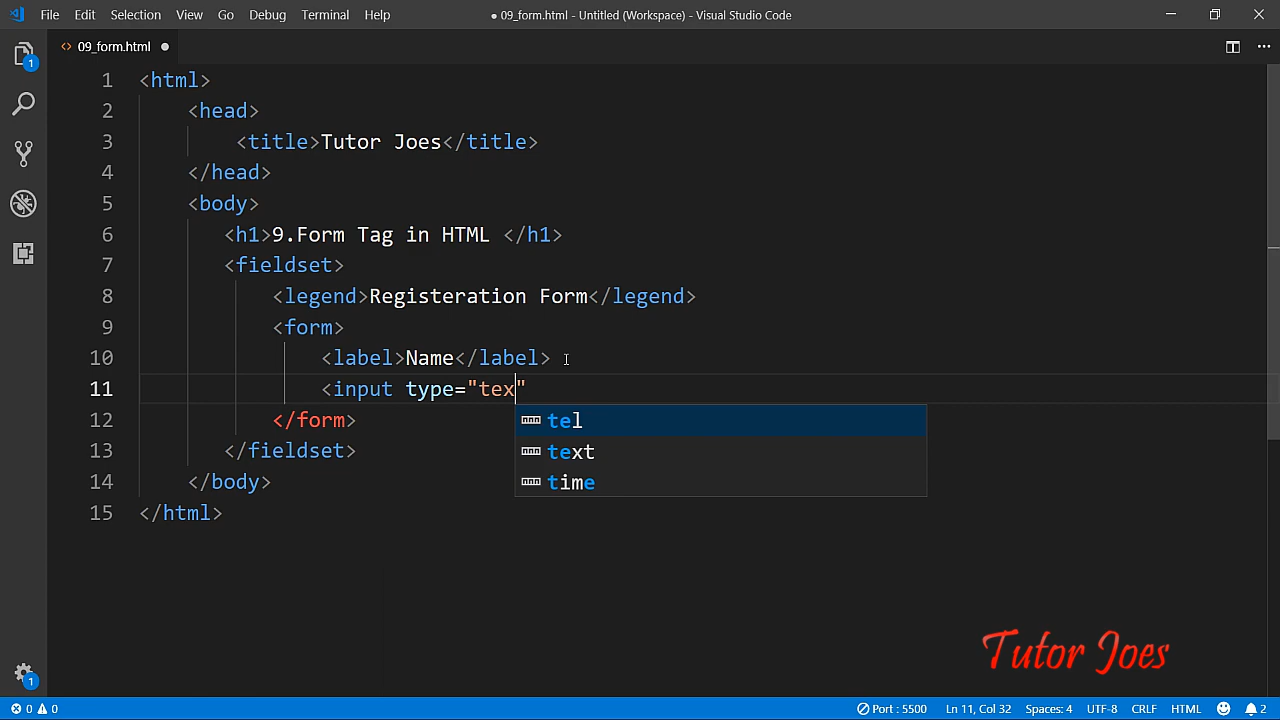 File Edit Selection View Go Debug Terminal Help ● 09_form.html - Untitled (Workspace) - Visual Studio Code
1
<> 09_form.html ●
1 <html>
2 <head>
3 <title>Tutor Joes</title>
4 </head>
5 <body>
6 <h1>9.Form Tag in HTML </h1>
7 <fieldset>
8 <legend>Registeration Form</legend>
9 <form>
10 <label>Name</label>
11 <input type="tex"
12 </form>
tel
13 </fieldset>
text
14 </body>
time
15 </html>
Tutor Joes
1
0 0 Port : 5500 Ln 11, Col 32 Spaces: 4 UTF-8 CRLF HTML 2